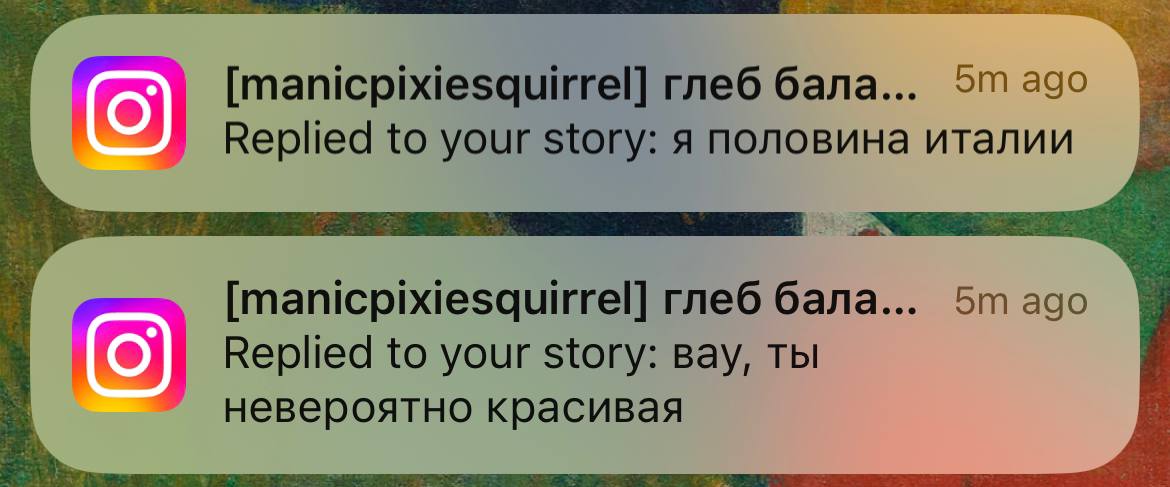 [manicpixiesquirrel] глеб бала... 5m ago
Replied to your story: я половина италии
[manicpixiesquirrel] глеб бала... 5m ago
Replied to your story: вау, ты
невероятно красивая